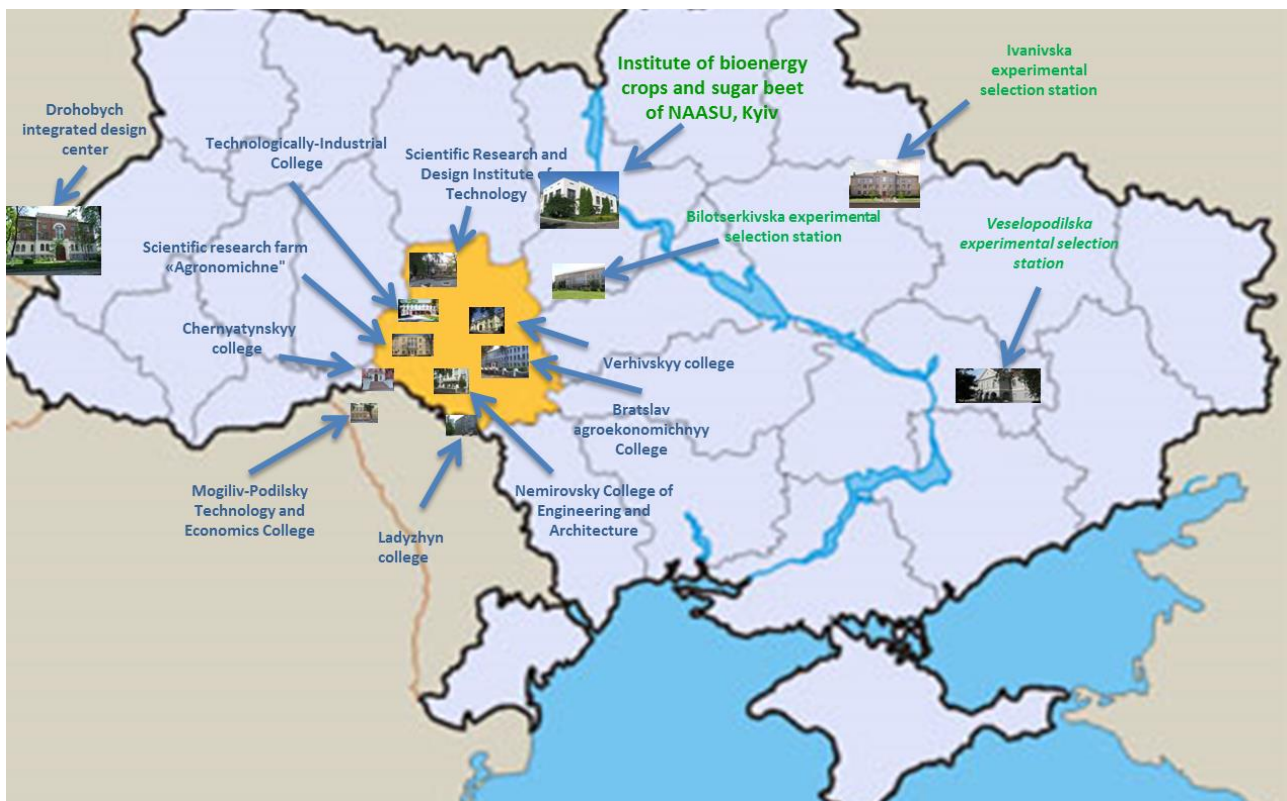 Drohobych
integrated design
center
Technologically-Industrial
College
Scientific Research and
Design Institute of
Technology
Institute of bioenergy
crops and sugar beet
of NAASU, Kyiv
Ivanivska
experimental
selection station
Scientific research farm
«Agronomichne"
Bilotserkivska experimental
selection station
Veselopodilska
experimental selection
station
Chernyatynskyy
college
Verhivskyy college
Bratslav
agroekonomichnyy
College
Mogiliv-Podilsky
Technology and
Economics College
Ladyzhyn
college
Nemirovsky College of
Engineering and
Architecture